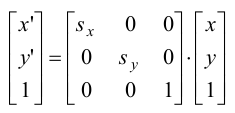 [x'] = [s_x 0 0] · [x]
[y'] = [0 s_y 0] · [y]
[1] = [0 0 1] · [1]